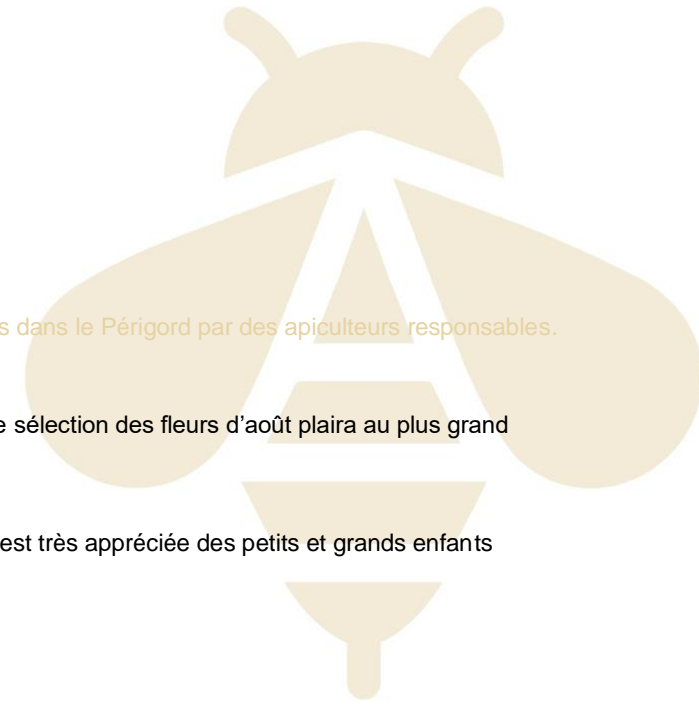 s dans le Périgord par des apiculteurs responsables.
e sélection des fleurs d’août plaira au plus grand
est très appréciée des petits et grands enfants